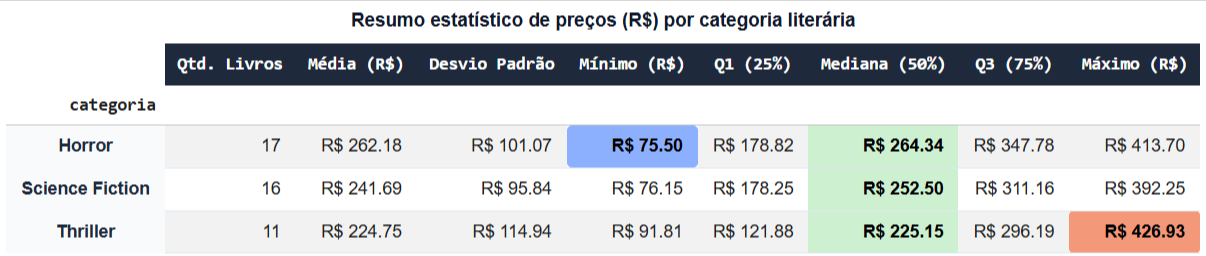 Resumo estatístico de preços (R$) por categoria literária
Qtd. Livros Média (R$) Desvio Padrão Mínimo (R$) Q1 (25%) Mediana (50%) Q3 (75%) Máximo (R$)
categoria
Horror 17 R$ 262.18 R$ 101.07 R$ 75.50 R$ 178.82 R$ 264.34 R$ 347.78 R$ 413.70
Science Fiction 16 R$ 241.69 R$ 95.84 R$ 76.15 R$ 178.25 R$ 252.50 R$ 311.16 R$ 392.25
Thriller 11 R$ 224.75 R$ 114.94 R$ 91.81 R$ 121.88 R$ 225.15 R$ 296.19 R$ 426.93